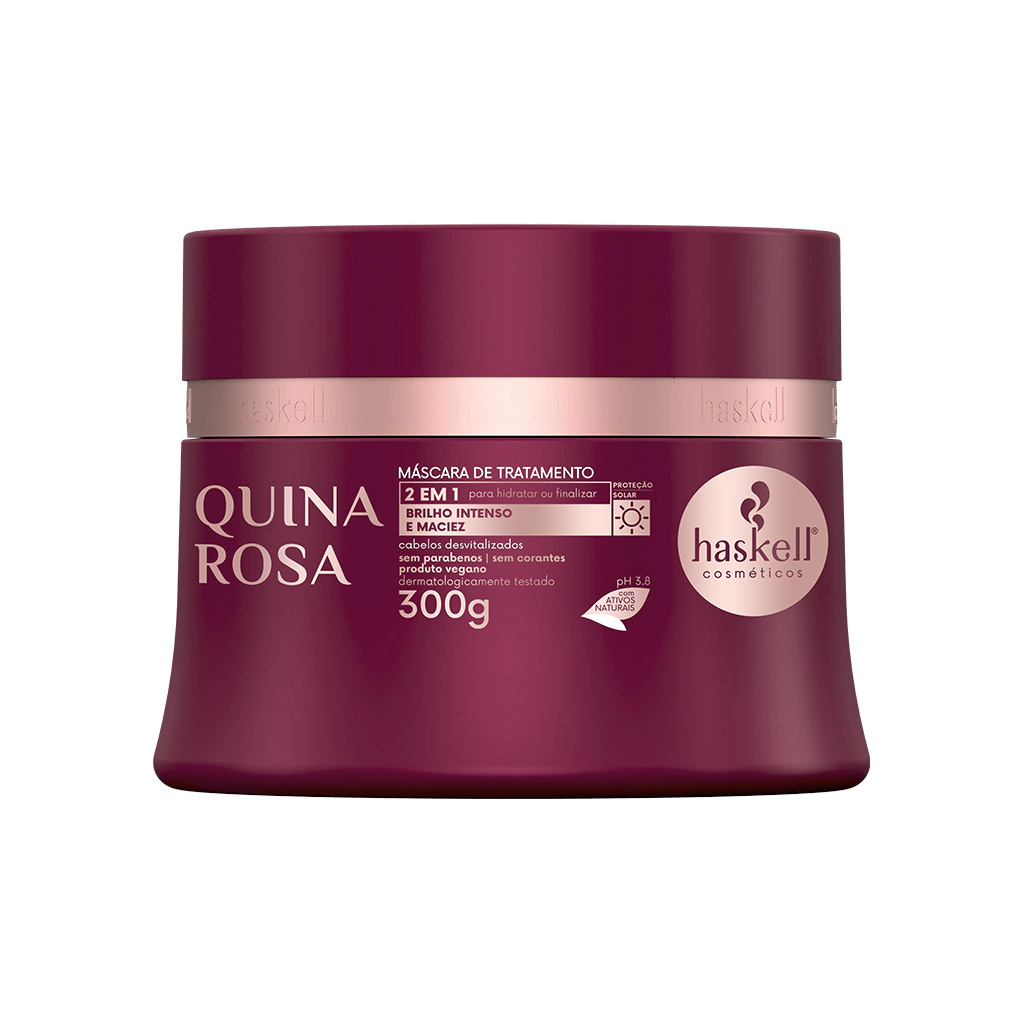 haskell
haskell
QUINA
ROSA
MÁSCARA DE TRATAMENTO
2 EM 1 para hidratar ou finalizar
BRILHO INTENSO
E MACIEZ
PROTEÇÃO
SOLAR
cabelos desvitalizados
sem parabenos | sem corantes
produto vegano
dermatologicamente testado
300g
pH 3.8
com
ATIVOS
NATURAIS
haskell®
cosméticos